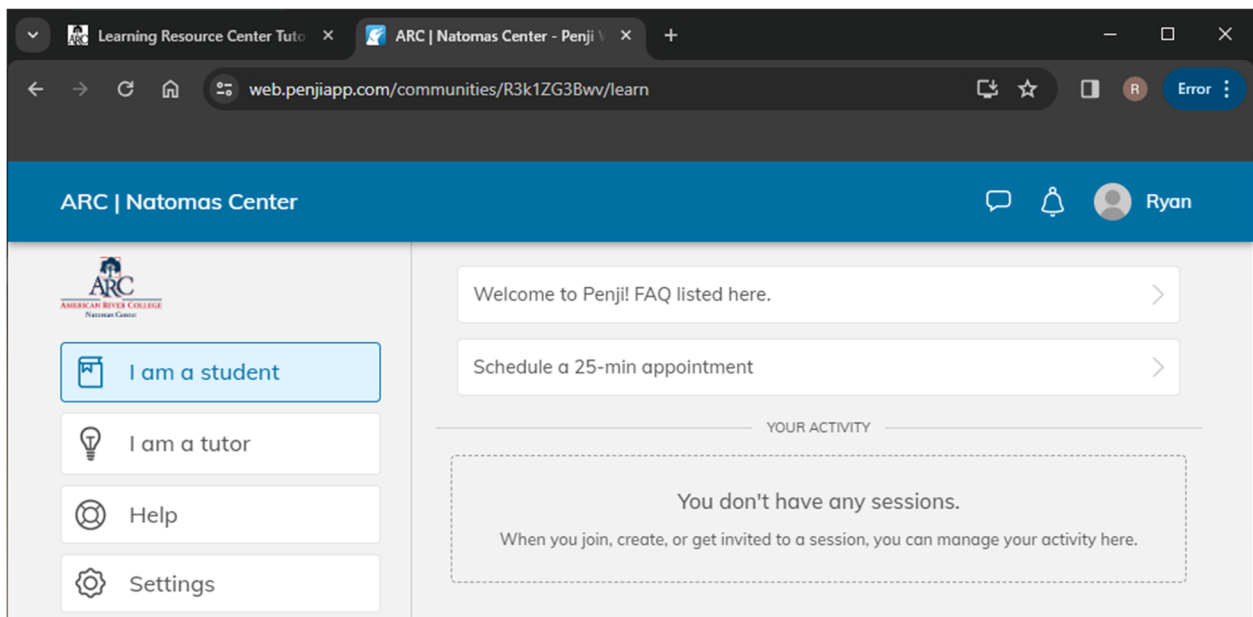 Learning Resource Center Tuto
ARC | Natomas Center - Penji
web.penjiapp.com/communities/R3k1ZG3Bwv/learn
R
Error
ARC | Natomas Center
Ryan
ARC
AMERICAN RIVER COLLEGE
Natomas Center
I am a student
I am a tutor
Help
Settings
Welcome to Penji! FAQ listed here.
Schedule a 25-min appointment
YOUR ACTIVITY
You don't have any sessions.
When you join, create, or get invited to a session, you can manage your activity here.